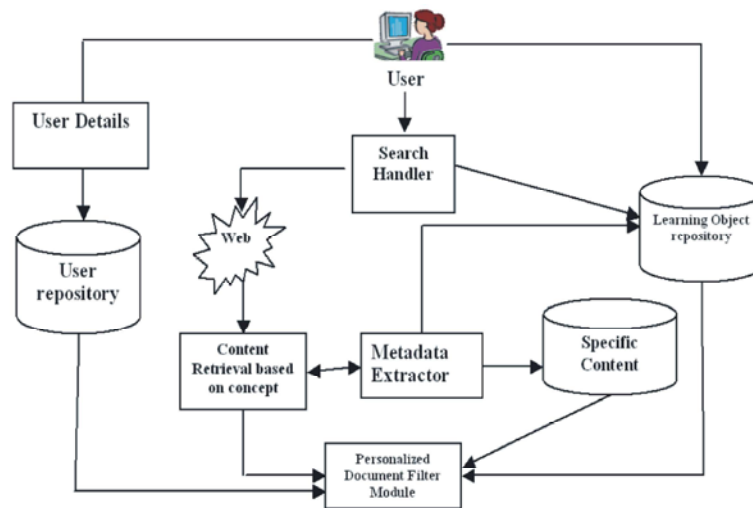 User
User Details
Search
Handler
Learning Object
repository
Web
User
repository
Content
Retrieval based
on concept
Metadada
Extractor
Specific
Content
Personalized
Document Filter
Module